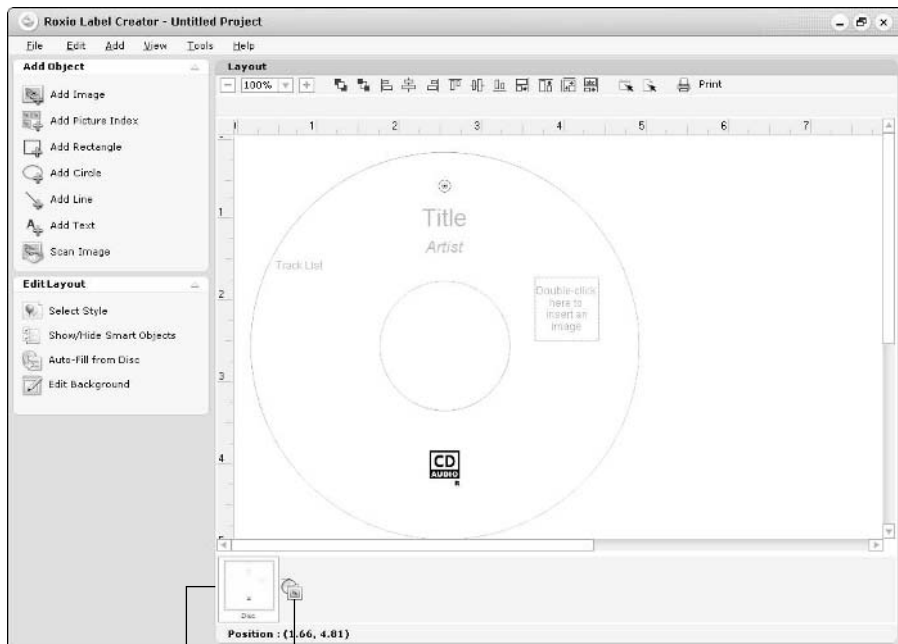 Roxio Label Creator - Untitled Project
File Edit Add View Tools Help
Add Object
Add Image
Add Picture Index
Add Rectangle
Add Circle
Add Line
Add Text
Scan Image
Edit Layout
Select Style
Show/Hide Smart Objects
Auto-Fill from Disc
Edit Background
Layout
100% Print
1 2 3 4 5 6 7
1
2
3
4
5
Title
Artist
Track List
Double-click
here to
insert an
image
CD
AUDIO
R
Disc
Position : (1.66, 4.81)